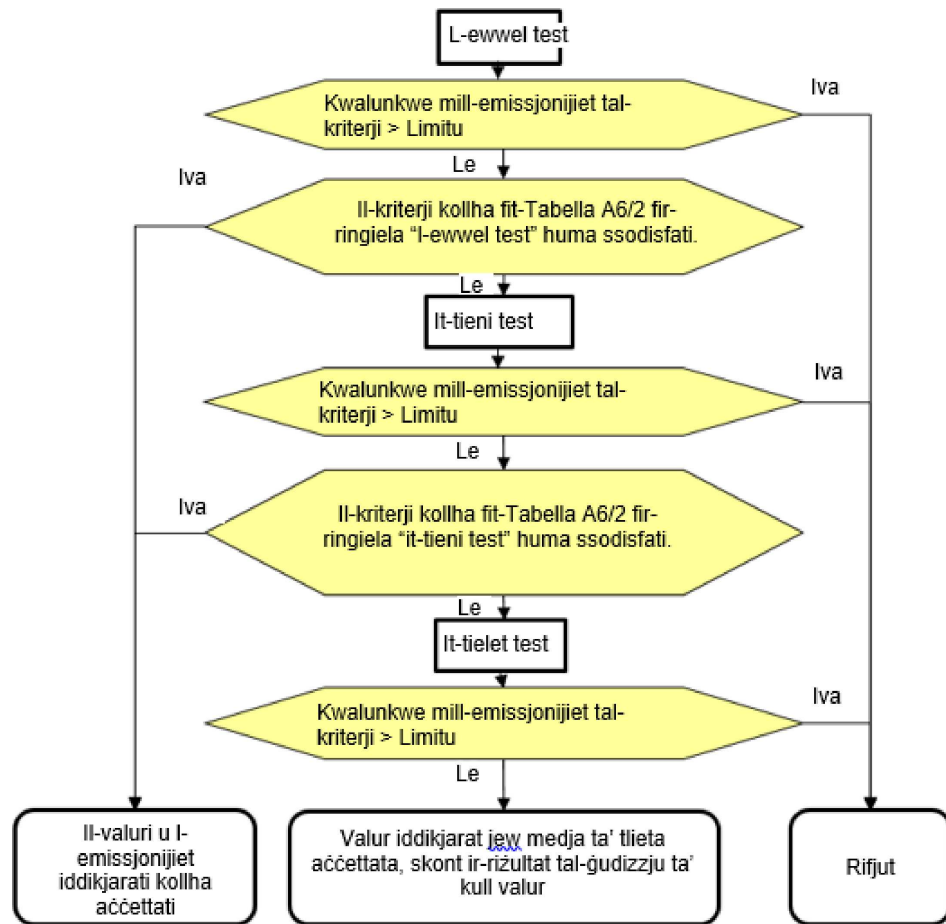 L-ewwel test
Iva
Kwalunkwe mill-emissjonijiet tal-
kriterji > Limitu
Le
Iva
Il-kriterji kollha fit-Tabella A6/2 fir-
ringiela “l-ewwel test” huma ssodisfati.
Le
It-tieni test
Iva
Kwalunkwe mill-emissjonijiet tal-
kriterji > Limitu
Le
Iva
Il-kriterji kollha fit-Tabella A6/2 fir-
ringiela “it-tieni test” huma ssodisfati.
Le
It-tielet test
Iva
Kwalunkwe mill-emissjonijiet tal-
kriterji > Limitu
Le
Il-valuri u l-
emissjonijiet
iddikjarati kollha
aċċettati
Valur iddikjarat jew medja ta’ tlieta
aċċettata, skont ir-riżultat tal-ġudizzju ta’
kull valur
Rifjut